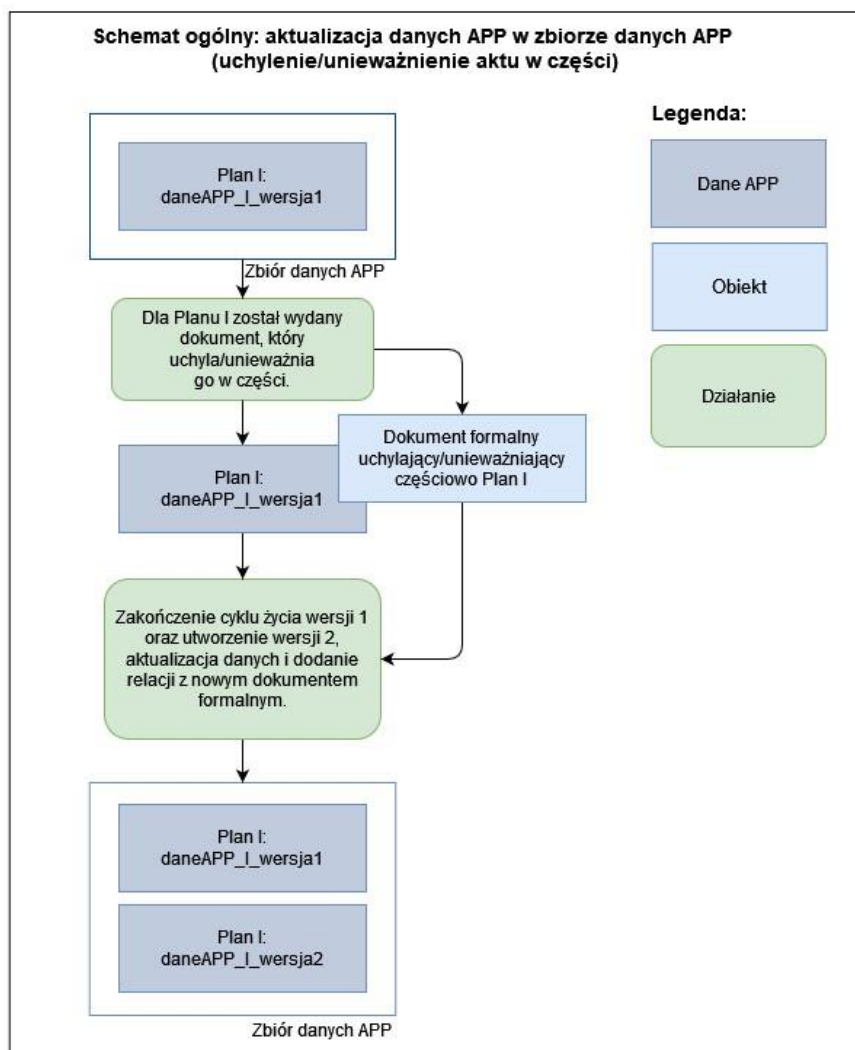 Schemat ogólny: aktualizacja danych APP w zbiorze danych APP
(uchylenie/unieważnienie aktu w części)
Legenda:
Dane APP
Obiekt
Działanie
Plan I:
daneAPP_I_wersja1
Zbiór danych APP
Dla Planu I został wydany
dokument, który
uchyla/unieważnia
go w części.
Plan I:
daneAPP_I_wersja1
Dokument formalny
uchylający/unieważniający
częściowo Plan I
Zakończenie cyklu życia wersji 1
oraz utworzenie wersji 2,
aktualizacja danych i dodanie
relacji z nowym dokumentem
formalnym.
Plan I:
daneAPP_I_wersja1
Plan I:
daneAPP_I_wersja2
Zbiór danych APP